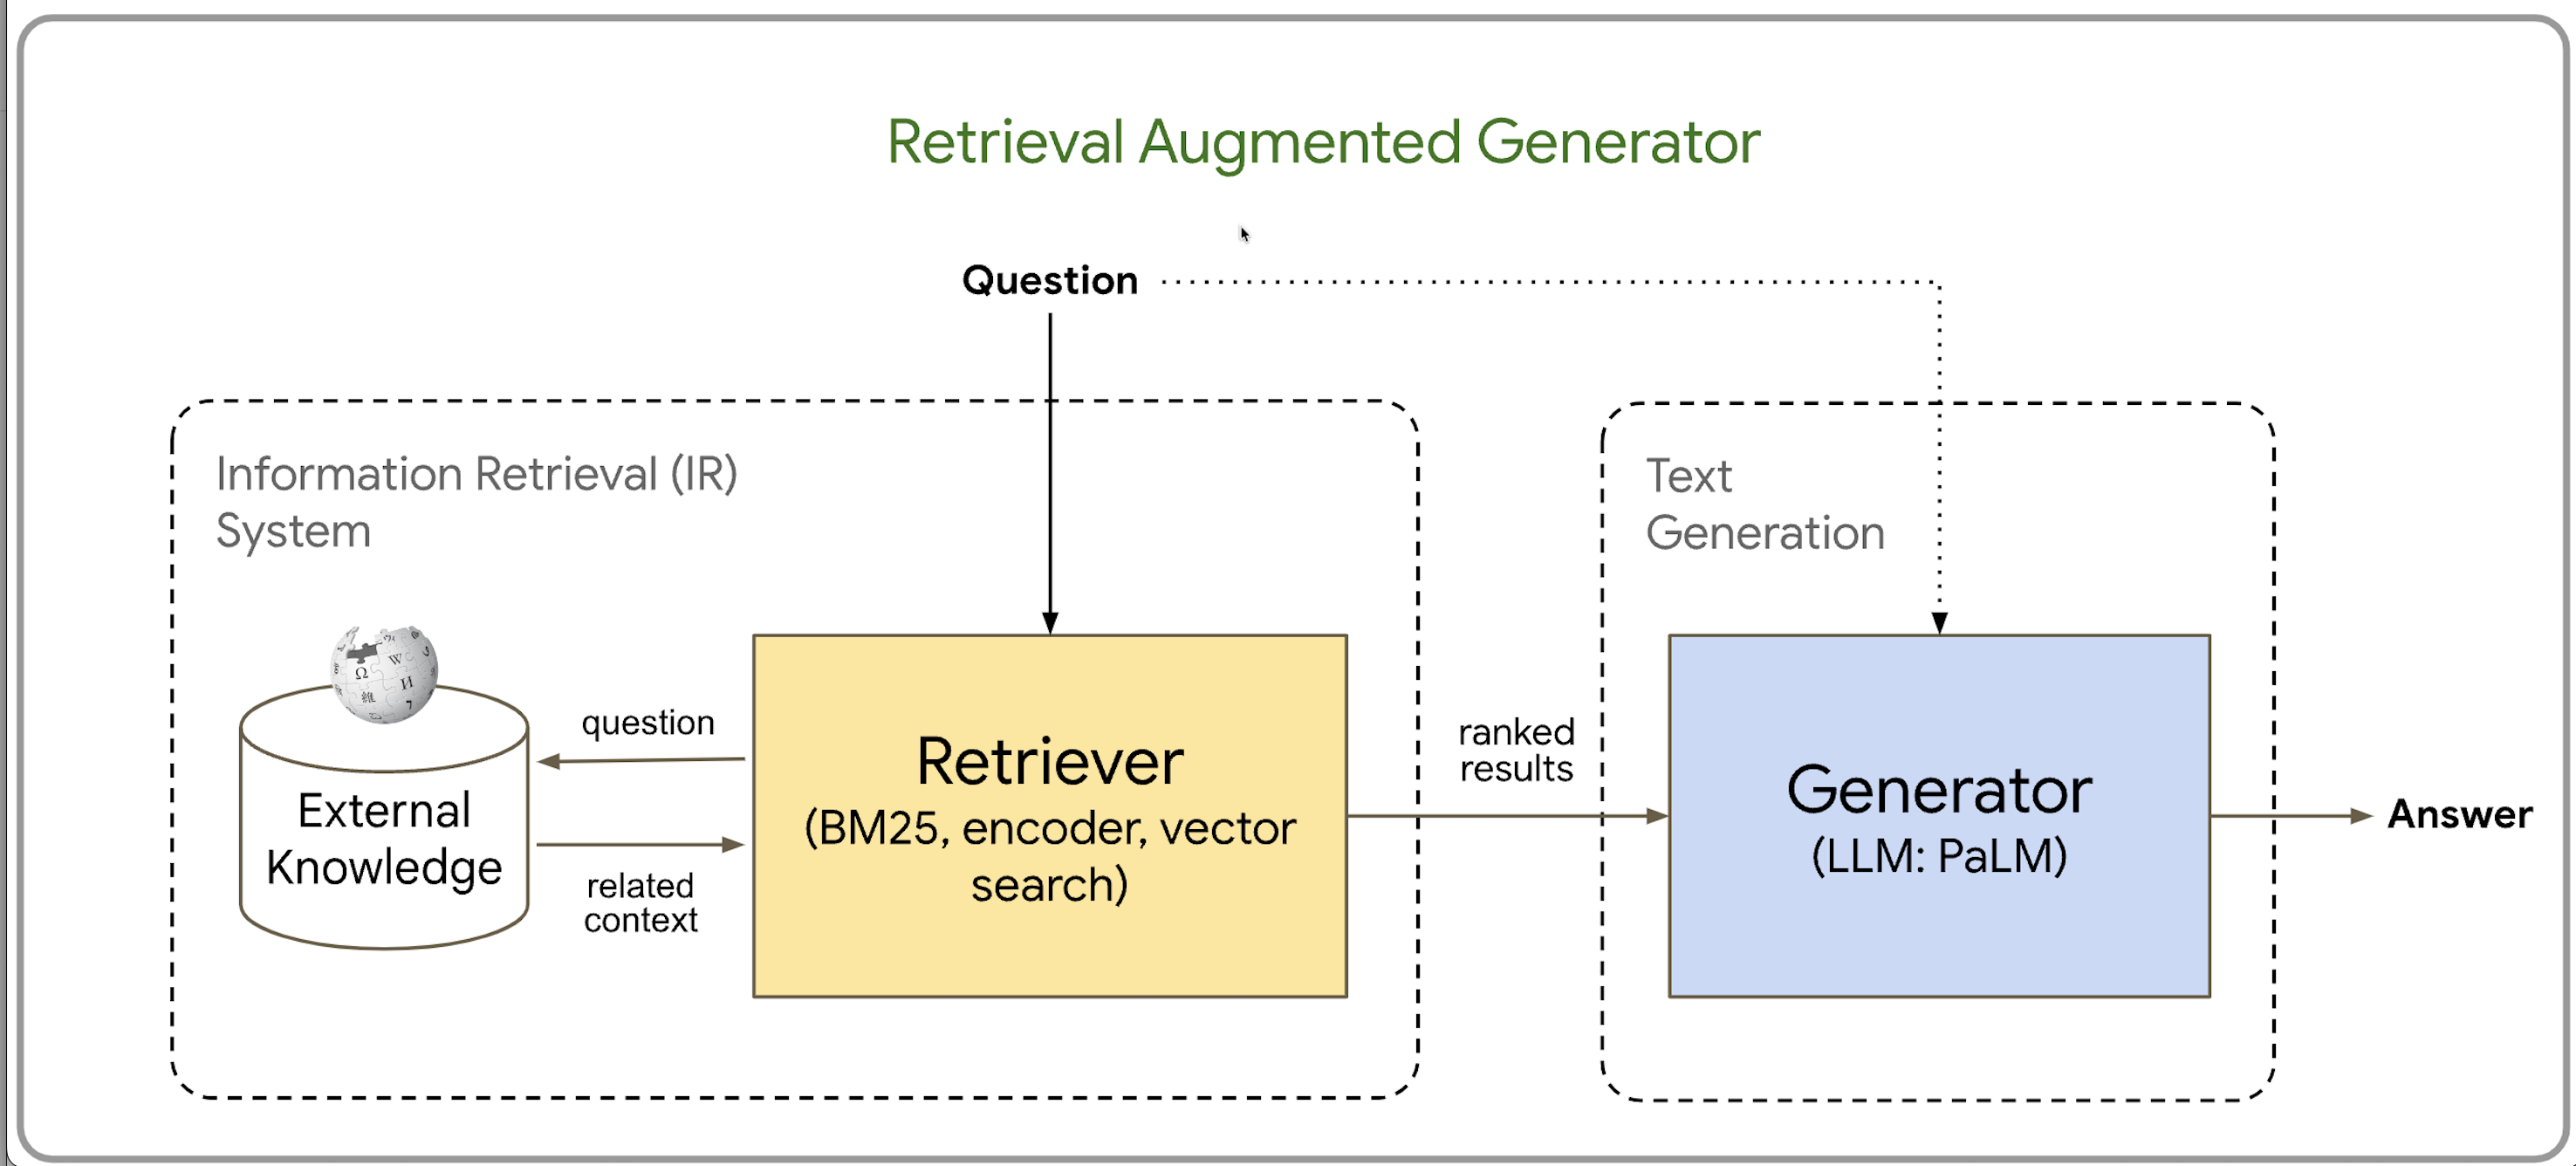 Retrieval Augmented Generator
Question
Information Retrieval (IR)
System
Text
Generation
Ω W И 維
question
External
Knowledge
related
context
Retriever
(BM25, encoder, vector
search)
ranked
results
Generator
(LLM: PaLM)
Answer